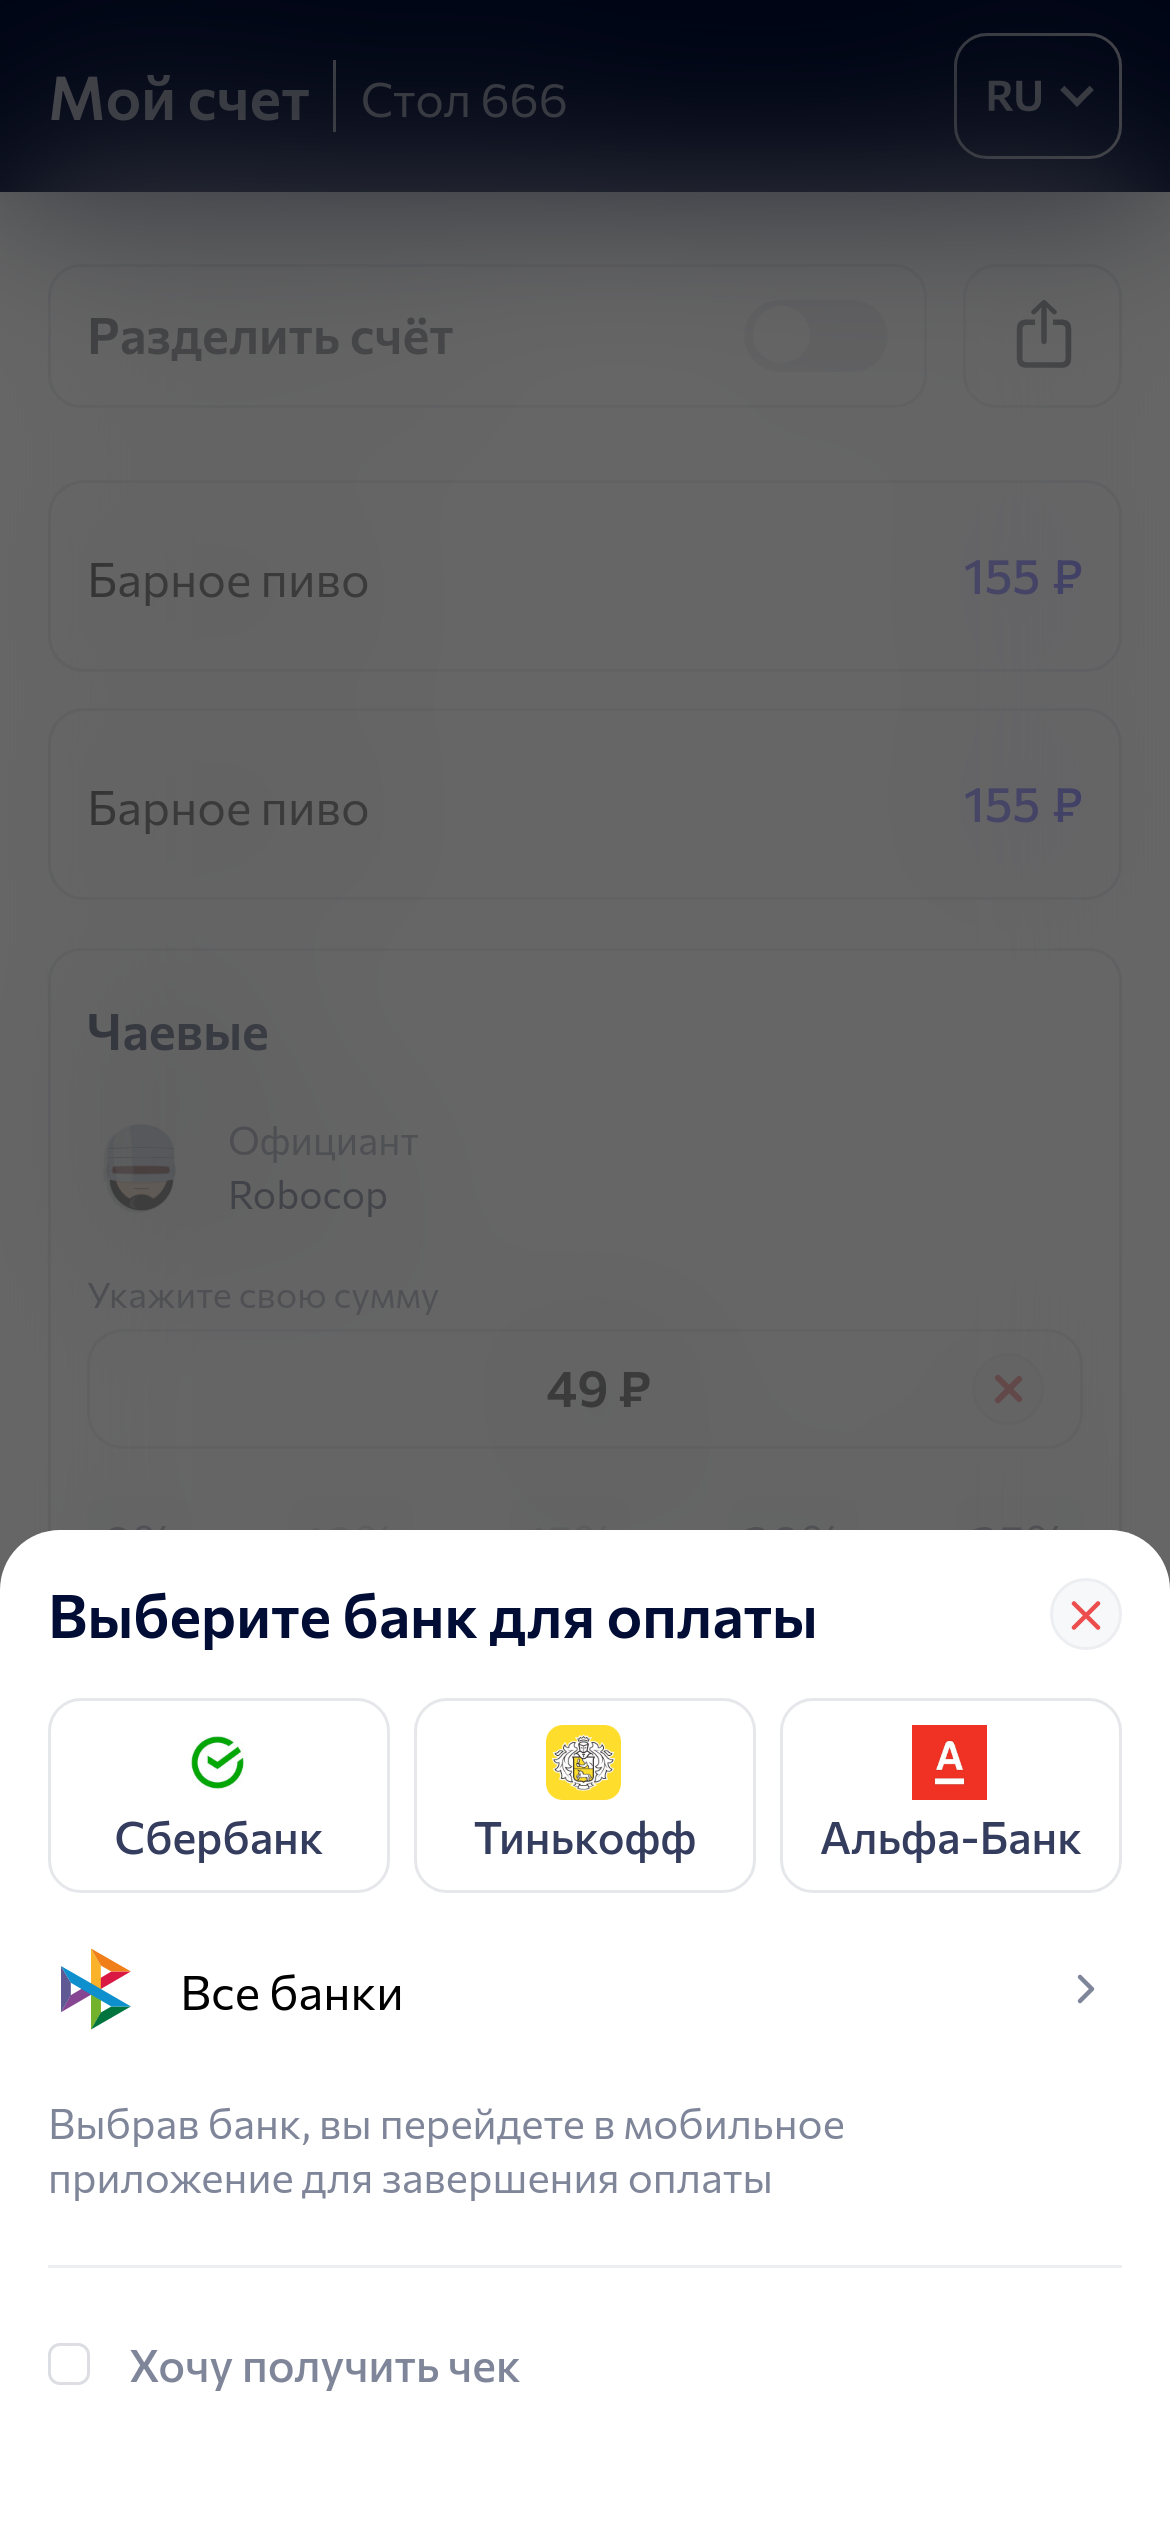 Мой счет
Стол 666
RU
Разделить счёт
Барное пиво
155 ₽
Барное пиво
155 ₽
Чаевые
Официант
Robocop
Укажите свою сумму
49 ₽
Выберите банк для оплаты
Сбербанк
Тинькофф
А
Альфа-Банк
Все банки
Выбрав банк, вы перейдете в мобильное
приложение для завершения оплаты
Хочу получить чек